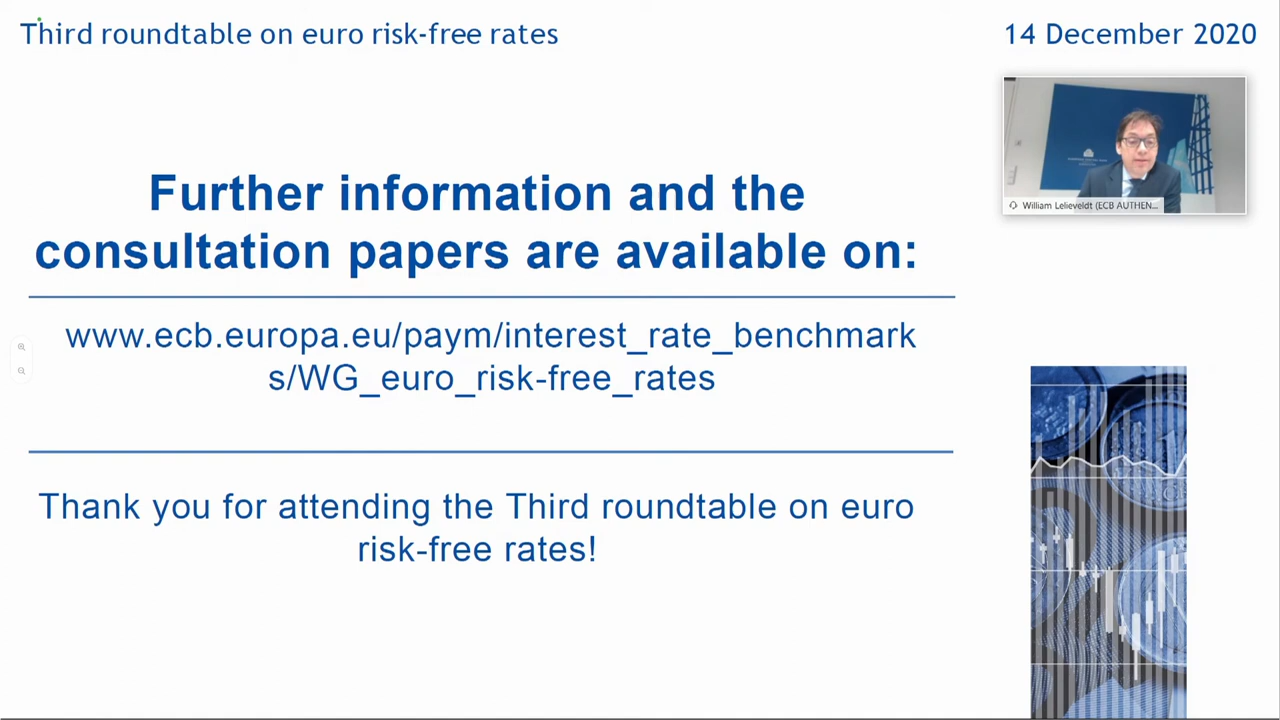 Third roundtable on euro risk-free rates
14 December 2020
William Lelieveldt (ECB AUTHEN...
Further information and the
consultation papers are available on:
www.ecb.europa.eu/paym/interest_rate_benchmark
s/WG_euro_risk-free_rates
Thank you for attending the Third roundtable on euro
risk-free rates!